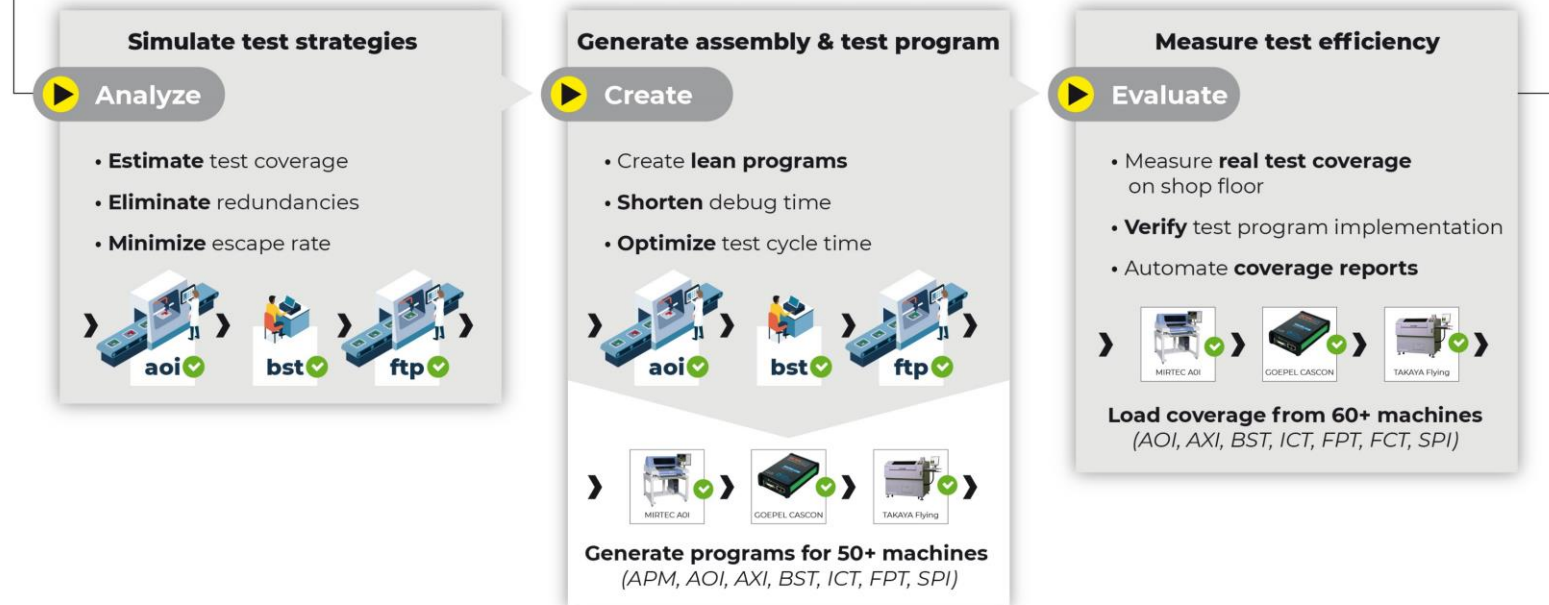 Simulate test strategies
Analyze
• Estimate test coverage
• Eliminate redundancies
• Minimize escape rate
aoi
bst
ftp
Generate assembly & test program
Create
• Create lean programs
• Shorten debug time
• Optimize test cycle time
aoi
bst
ftp
MIRTEC AOI
GOEPEL CASCON
TAKAYA Flying
Generate programs for 50+ machines
(APM, AOI, AXI, BST, ICT, FPT, SPI)
Measure test efficiency
Evaluate
• Measure real test coverage
on shop floor
• Verify test program implementation
• Automate coverage reports
MIRTEC AOI
GOEPEL CASCON
TAKAYA Flying
Load coverage from 60+ machines
(AOI, AXI, BST, ICT, FPT, FCT, SPI)